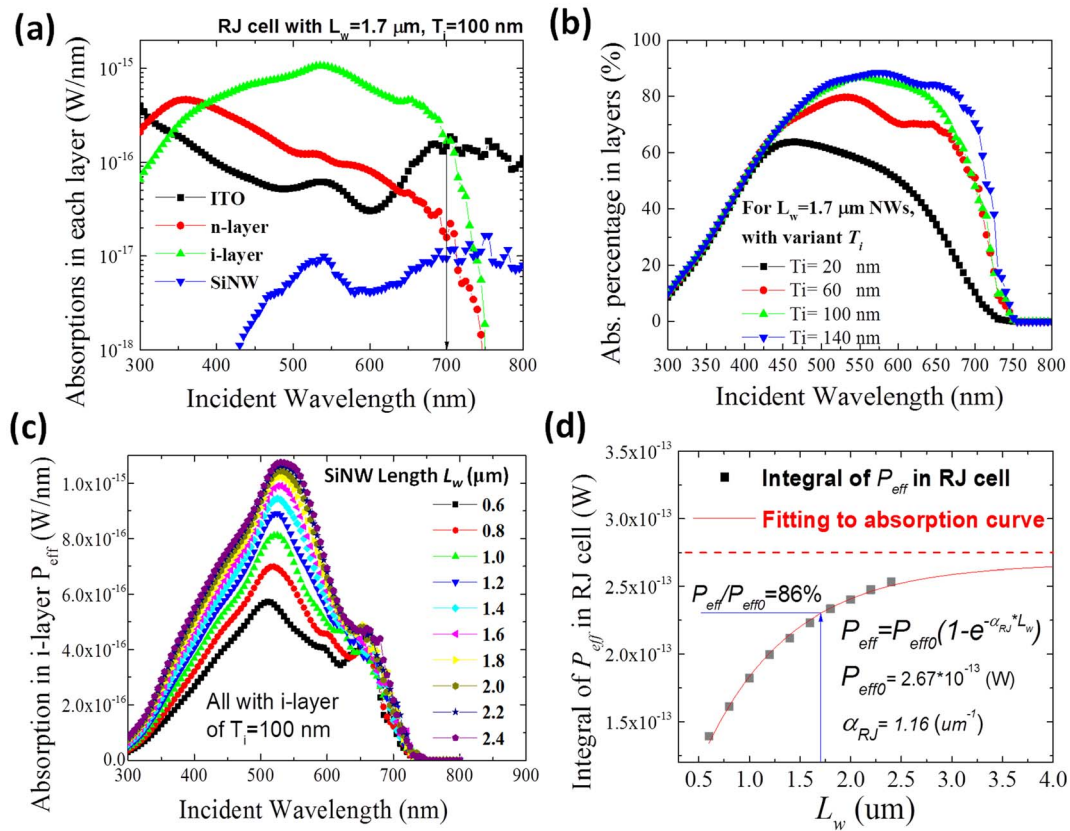 (a)
RJ cell with Lw=1.7 μm, Ti=100 nm
10-15
10-16
10-17
10-18
Absorptions in each layer (W/nm)
ITO
n-layer
i-layer
SiNW
300 400 500 600 700 800
Incident Wavelength (nm)
(b)
100
80
60
40
20
0
Abs. percentage in layers (%)
For Lw=1.7 μm NWs,
with variant Ti
Ti= 20 nm
Ti= 60 nm
Ti= 100 nm
Ti= 140 nm
300 350 400 450 500 550 600 650 700 750 800
Incident Wavelength (nm)
(c)
1.0x10-15
8.0x10-16
6.0x10-16
4.0x10-16
2.0x10-16
0.0
Absorption in i-layer Peff (W/nm)
SiNW Length Lw (μm)
0.6
0.8
1.0
1.2
1.4
1.6
1.8
2.0
2.2
2.4
All with i-layer
of Ti=100 nm
300 400 500 600 700 800 900
Incident Wavelength (nm)
(d)
3.5x10-13
3.0x10-13
2.5x10-13
2.0x10-13
1.5x10-13
Integral of Peff in RJ cell (W)
Integral of Peff in RJ cell
Fitting to absorption curve
Peff/Peff0=86%
Peff=Peff0(1-e-αRJ*Lw)
Peff0= 2.67*10-13 (W)
αRJ= 1.16 (um-1)
0.5 1.0 1.5 2.0 2.5 3.0 3.5 4.0
Lw (um)